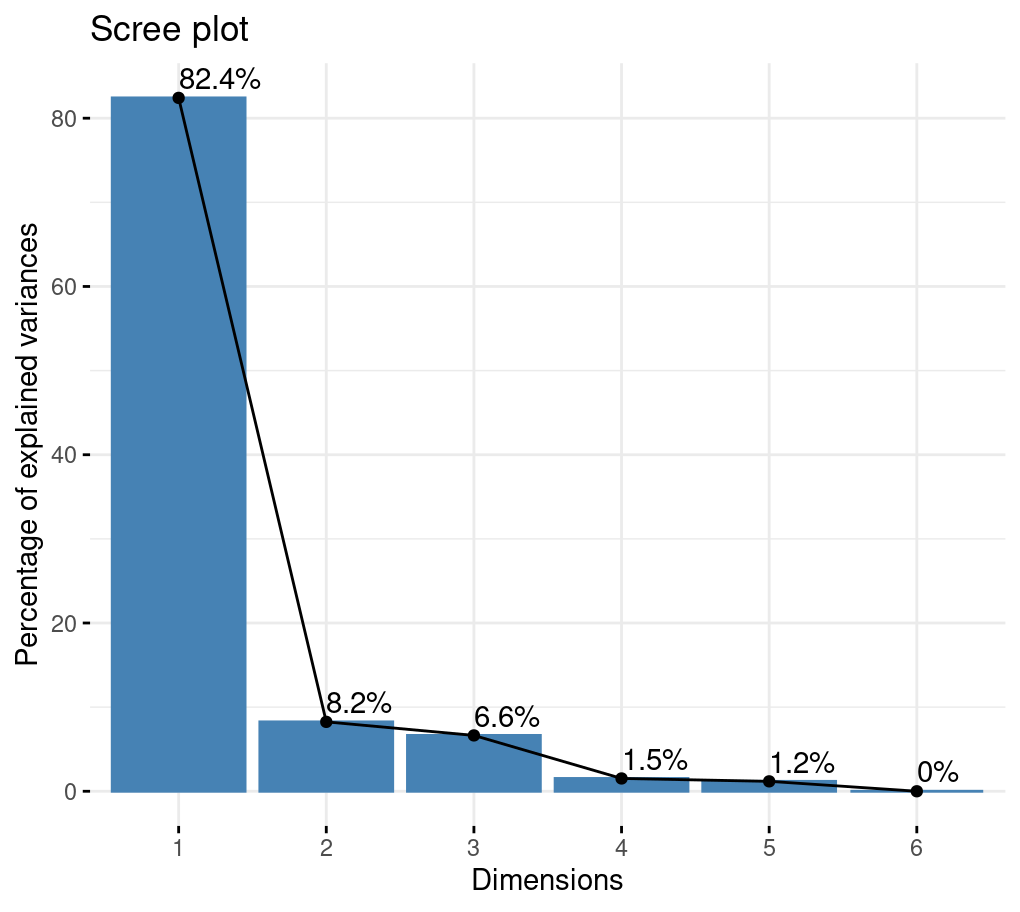 Scree plot
82.4%
8.2%
6.6%
1.5%
1.2%
0%
80
60
40
20
0
Percentage of explained variances
1 2 3 4 5 6
Dimensions